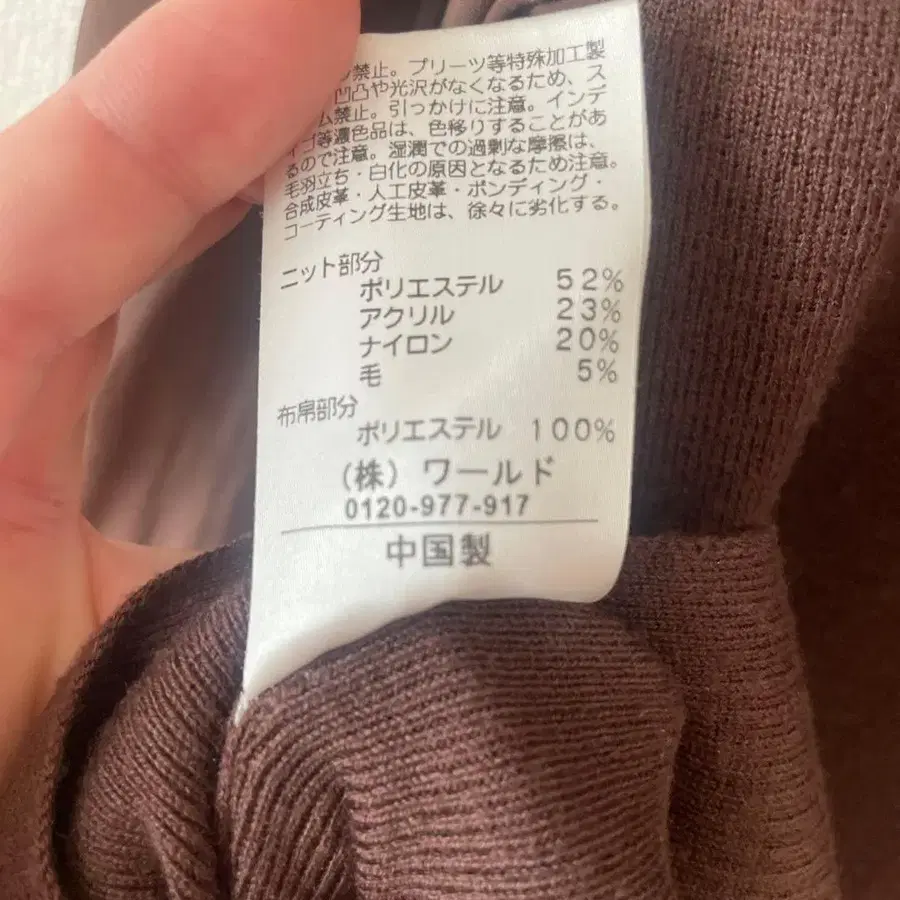 禁止。プリーツ等特殊加工製
凹凸や光沢がなくなるため、ス
ム禁止。引っかけに注意。インデ
ィゴ等濃色品は、色移りすることがあ
るので注意。湿潤での過剰な摩擦は、
毛羽立ち・白化の原因となるため注意。
合成皮革・人工皮革・ボンディング・
コーティング生地は、徐々に劣化する。
ニット部分
ポリエステル 52%
アクリル 23%
ナイロン 20%
毛 5%
布帛部分
ポリエステル 100%
(株) ワールド
0120-977-917
中国製